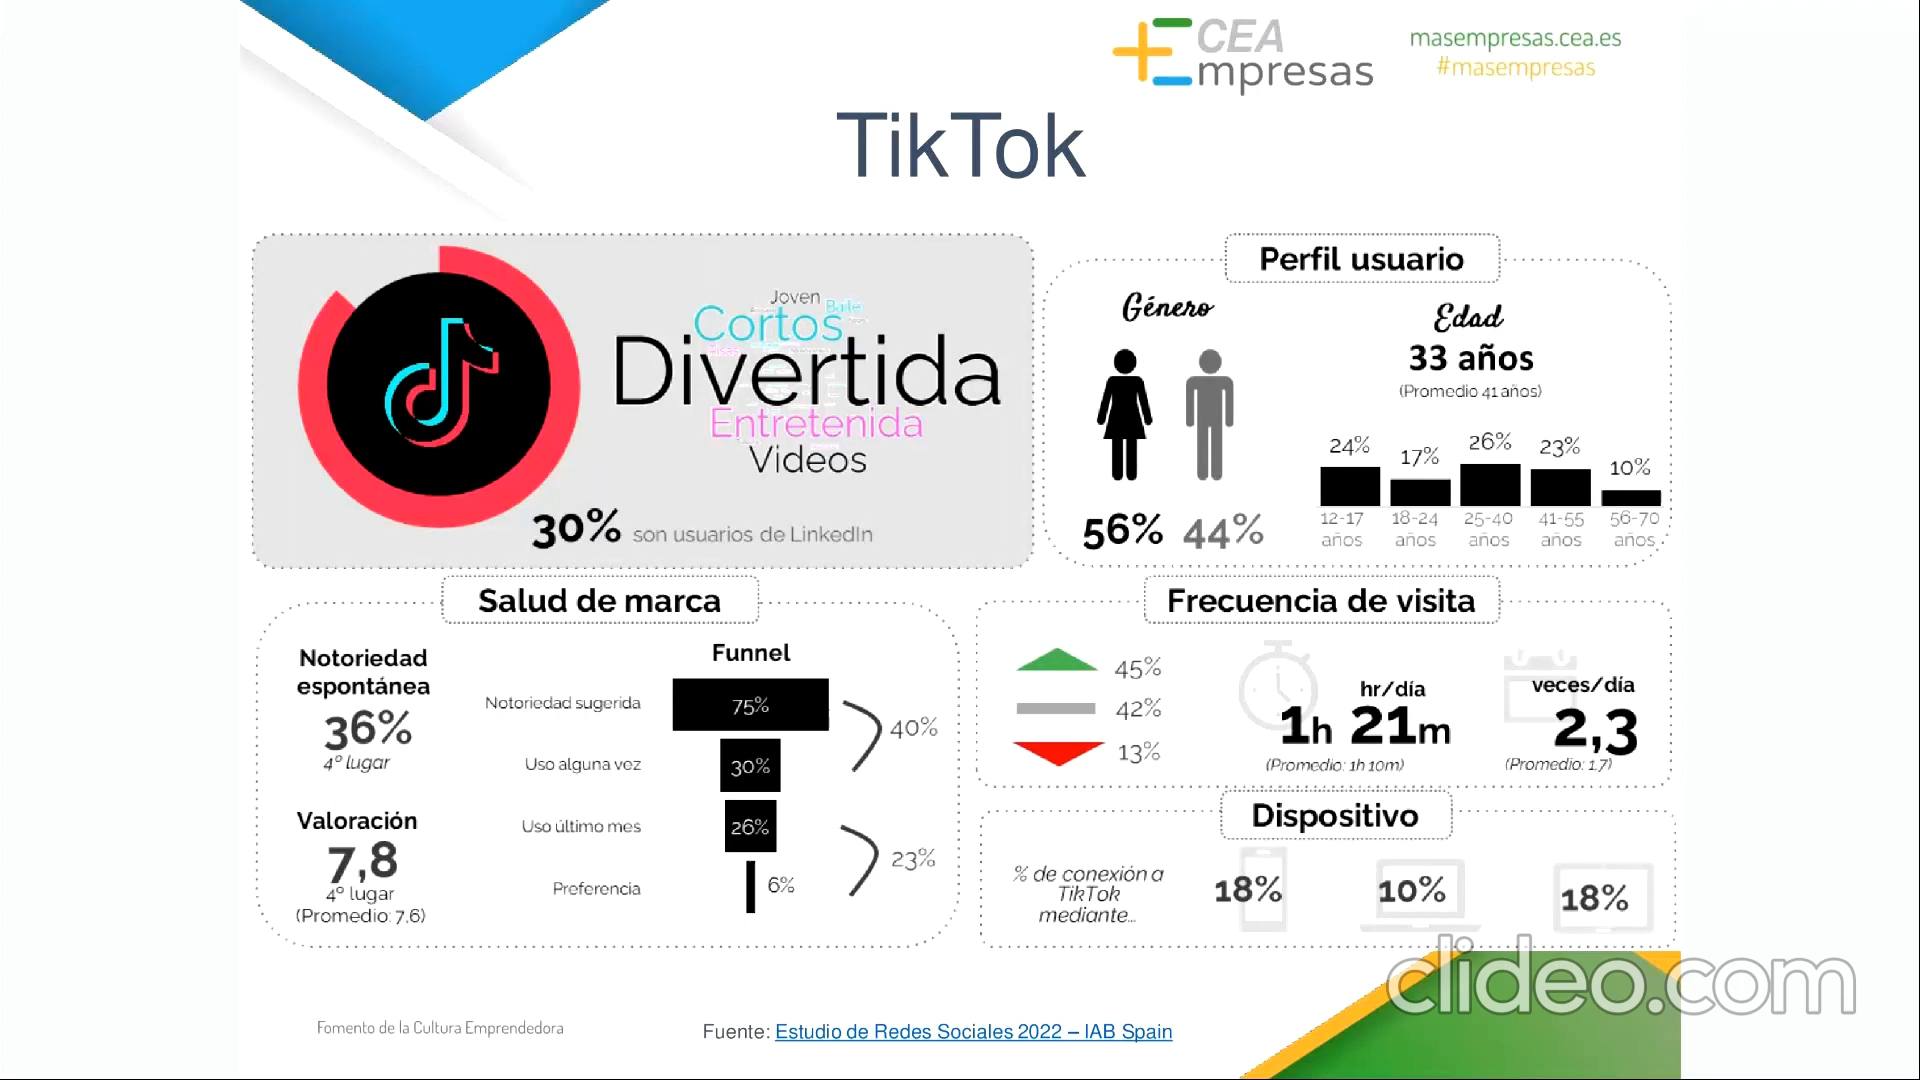 CEA
Empresas
masempresas.cea.es
#masempresas
TikTok
Joven
Baile
Cortos
Risas
Divertida
Entretenida
Videos
30% son usuarios de LinkedIn
Perfil usuario
Género
56% 44%
Edad
33 años
(Promedio 41 años)
24% 17% 26% 23% 10%
12-17 18-24 25-40 41-55 56-70
años años años años años
Salud de marca
Notoriedad
espontánea
36%
4º lugar
Valoración
7,8
4º lugar
(Promedio: 7,6)
Funnel
Notoriedad sugerida 75%
40%
Uso alguna vez 30%
Uso último mes 26%
23%
Preferencia 6%
Frecuencia de visita
45%
42%
13%
hr/día
1h 21m
(Promedio: 1h 10m)
veces/día
2,3
(Promedio: 1,7)
Dispositivo
% de conexión a
TikTok
mediante...
18% 10% 18%
clideo.com
Fomento de la Cultura Emprendedora
Fuente: Estudio de Redes Sociales 2022 – IAB Spain